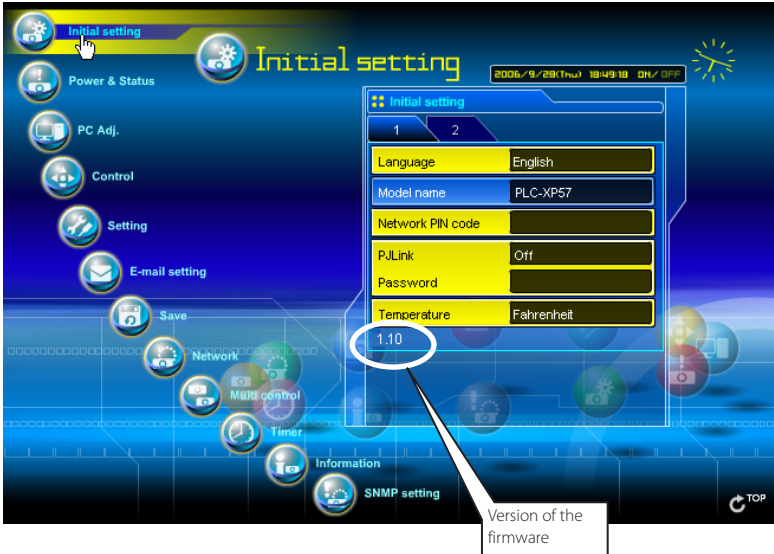 Initial setting
Power & Status
PC Adj.
Control
Setting
E-mail setting
Save
Network
Multi control
Timer
Information
SNMP setting
Initial setting
2006/9/28(Thu) 18:49:18 ON/OFF
Initial setting
1 2
Language English
Model name PLC-XP57
Network PIN code
PJLink Off
Password
Temperature Fahrenheit
1.10
Version of the
firmware
TOP